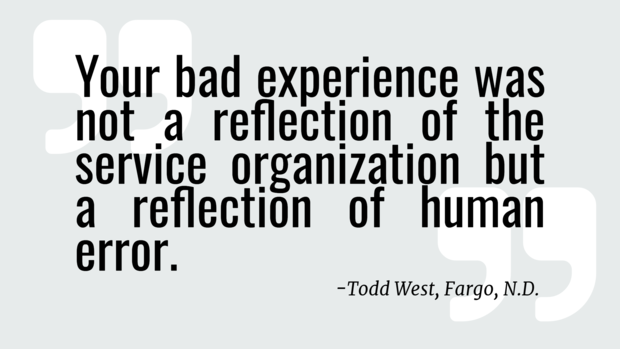 Your bad experience was
not a reflection of the
service organization but
a reflection of human
error.
-Todd West, Fargo, N.D.